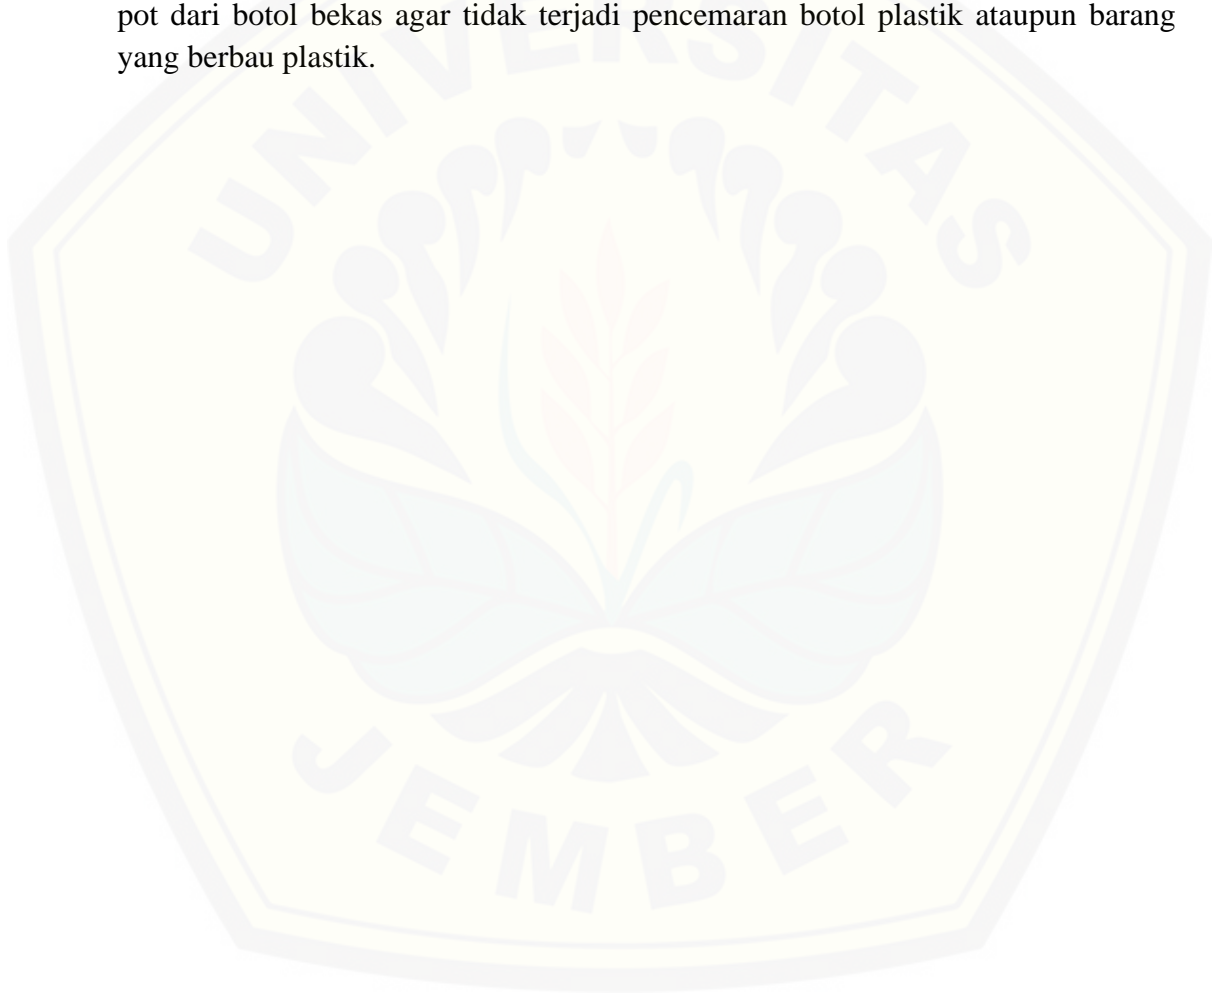 pot dari botol bekas agar tidak terjadi pencemaran botol plastik ataupun barang
yang berbau plastik.
UNIVERSITAS
JEMBER